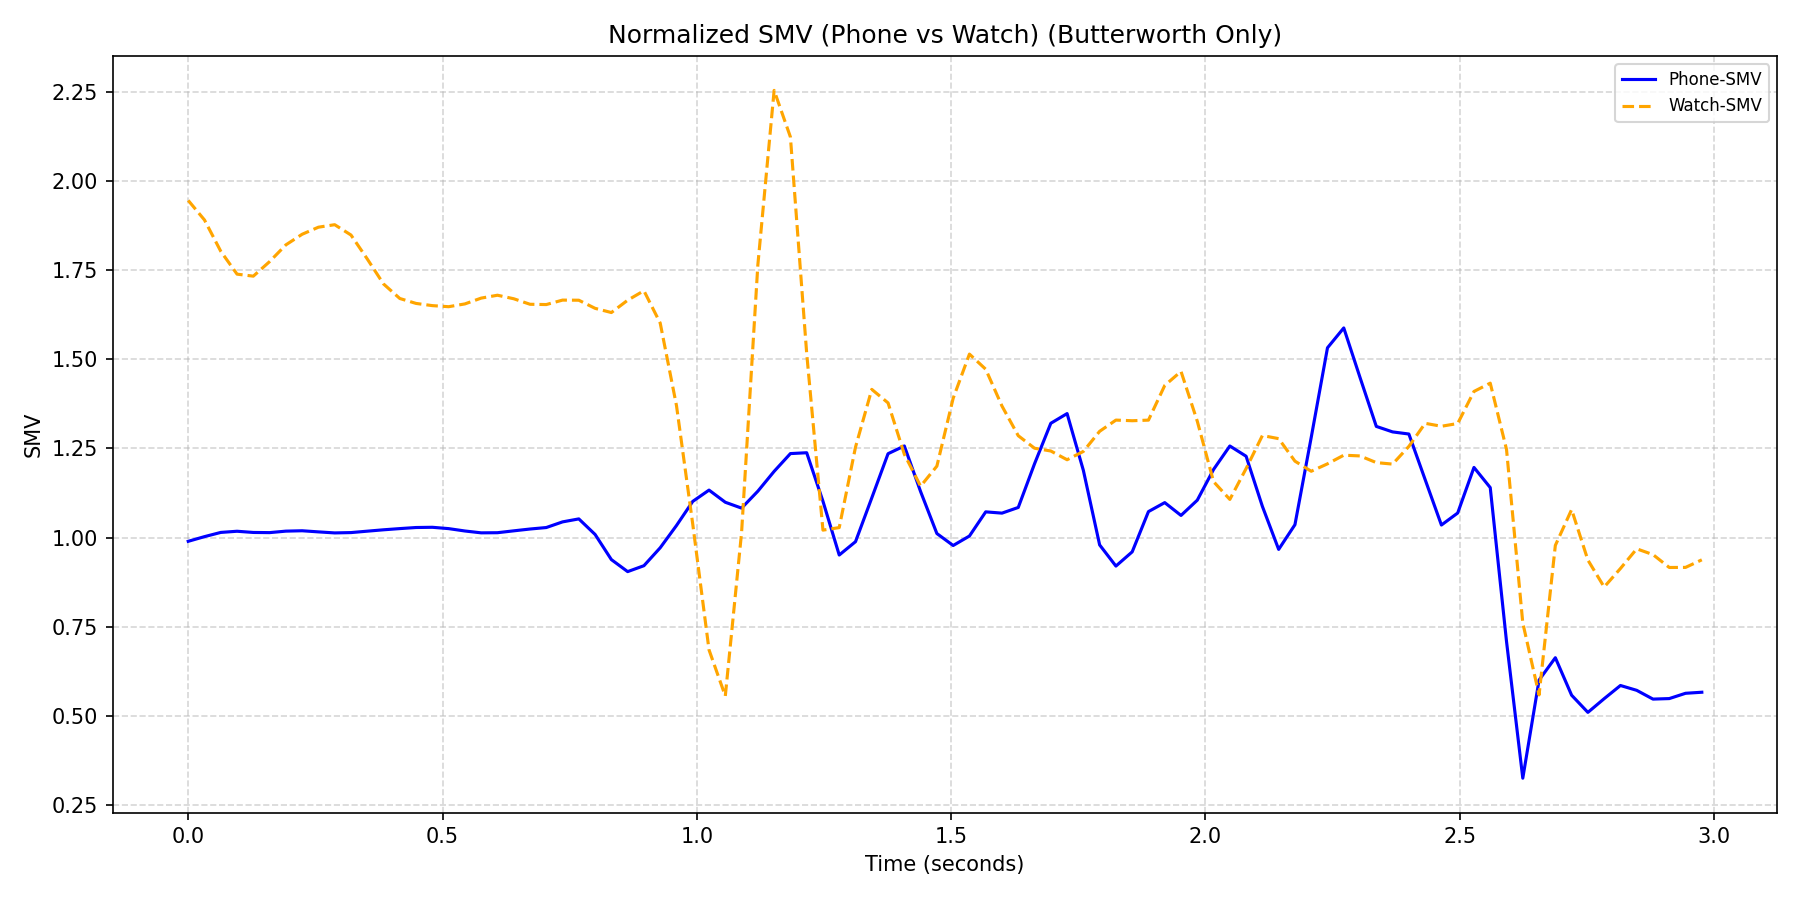 Normalized SMV (Phone vs Watch) (Butterworth Only)
Phone-SMV
Watch-SMV
SMV
2.25
2.00
1.75
1.50
1.25
1.00
0.75
0.50
0.25
0.0 0.5 1.0 1.5 2.0 2.5 3.0
Time (seconds)